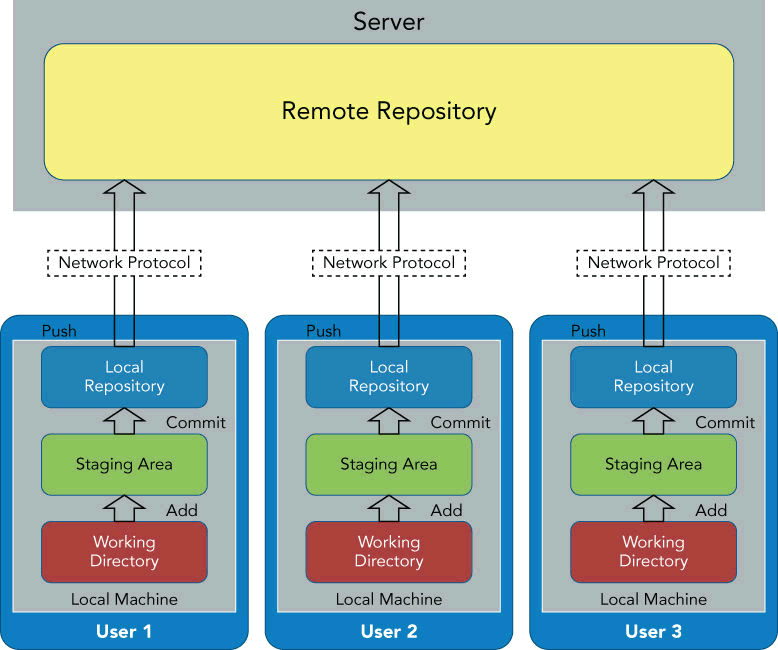 Server
Remote Repository
Network Protocol
Network Protocol
Network Protocol
Push
Local
Repository
Commit
Staging Area
Add
Working
Directory
Local Machine
User 1
Push
Local
Repository
Commit
Staging Area
Add
Working
Directory
Local Machine
User 2
Push
Local
Repository
Commit
Staging Area
Add
Working
Directory
Local Machine
User 3